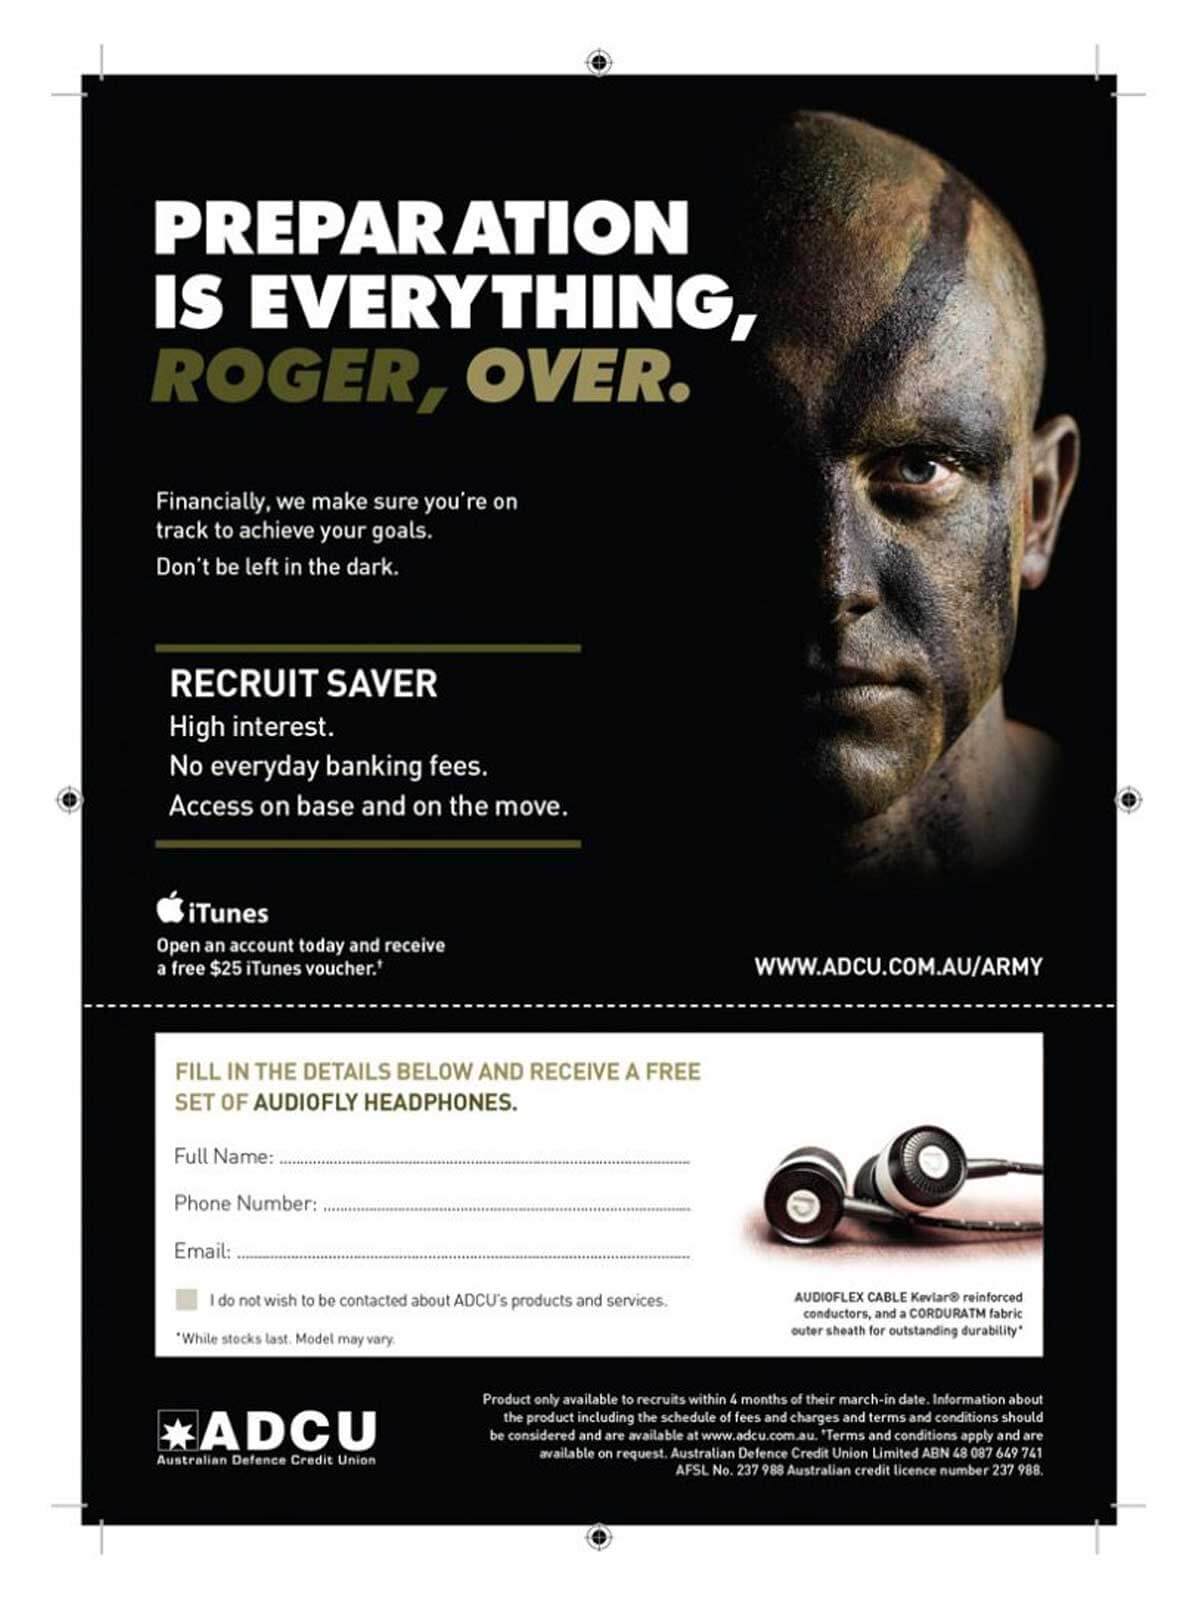 PREPARATION
IS EVERYTHING,
ROGER, OVER.
Financially, we make sure you're on
track to achieve your goals.
Don't be left in the dark.
RECRUIT SAVER
High interest.
No everyday banking fees.
Access on base and on the move.
iTunes
Open an account today and receive
a free $25 iTunes voucher.†
WWW.ADCU.COM.AU/ARMY
FILL IN THE DETAILS BELOW AND RECEIVE A FREE
SET OF AUDIOFLY HEADPHONES.
Full Name:
Phone Number:
Email:
I do not wish to be contacted about ADCU's products and services.
*While stocks last. Model may vary.
AUDIOFLEX CABLE Kevlar® reinforced
conductors, and a CORDURATM fabric
outer sheath for outstanding durability*
ADCU
Australian Defence Credit Union
Product only available to recruits within 4 months of their march-in date. Information about
the product including the schedule of fees and charges and terms and conditions should
be considered and are available at www.adcu.com.au. †Terms and conditions apply and are
available on request. Australian Defence Credit Union Limited ABN 48 087 649 741
AFSL No. 237 988 Australian credit licence number 237 988.